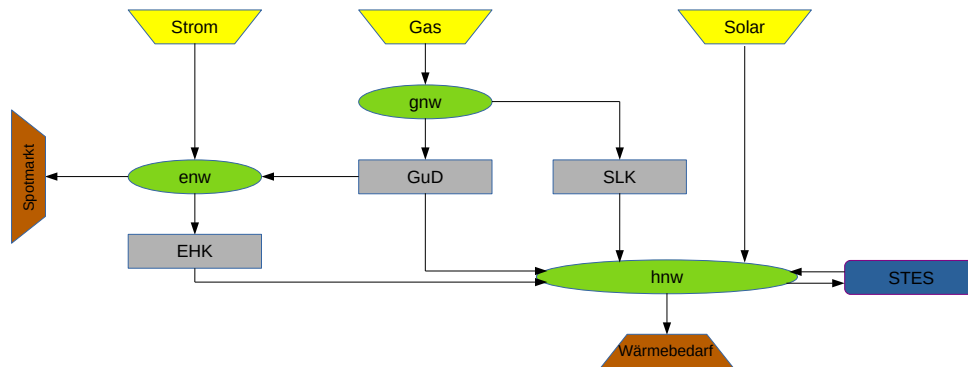 Strom
Gas
Solar
gnw
Spotmarkt
enw
GuD
SLK
EHK
hnw
STES
Wärmebedarf